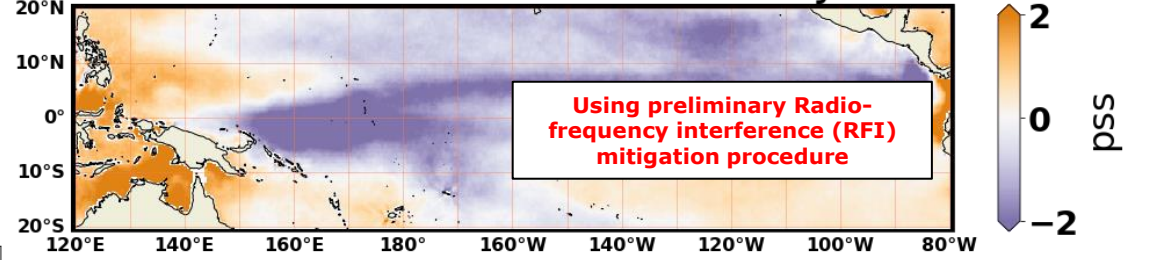 20°N
10°N
0°
10°S
20°S
120°E
140°E
160°E
180°
160°W
140°W
120°W
100°W
80°W
Using preliminary Radio-
frequency interference (RFI)
mitigation procedure
2
0
−2
pss